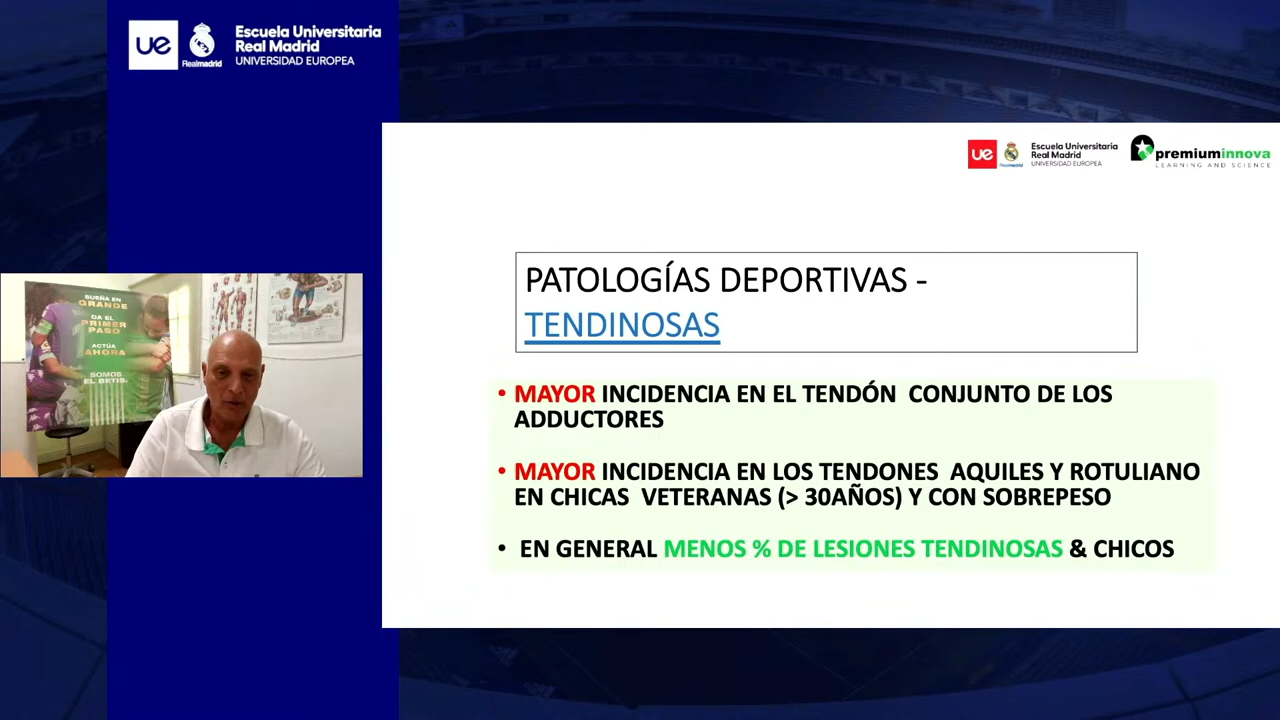 ue
Realmadrid
Escuela Universitaria
Real Madrid
UNIVERSIDAD EUROPEA
ue
Realmadrid
Escuela Universitaria
Real Madrid
UNIVERSIDAD EUROPEA
premiuminnova
LEARNING AND SCIENCE
PATOLOGÍAS DEPORTIVAS -
TENDINOSAS
• MAYOR INCIDENCIA EN EL TENDÓN CONJUNTO DE LOS
ADDUCTORES
• MAYOR INCIDENCIA EN LOS TENDONES AQUILES Y ROTULIANO
EN CHICAS VETERANAS (> 30AÑOS) Y CON SOBREPESO
• EN GENERAL MENOS % DE LESIONES TENDINOSAS & CHICOS
SUEÑA EN
GRANDE
DA EL
PRIMER
PASO
ACTÚA
AHORA
SOMOS
EL BETIS.